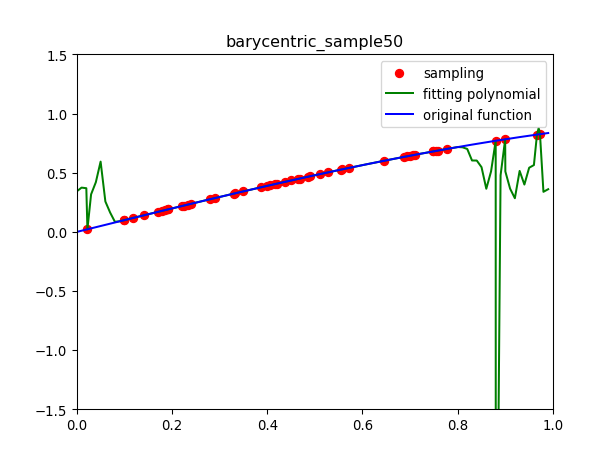 barycentric_sample50
sampling
fitting polynomial
original function
1.5
1.0
0.5
0.0
−0.5
−1.0
−1.5
0.0 0.2 0.4 0.6 0.8 1.0